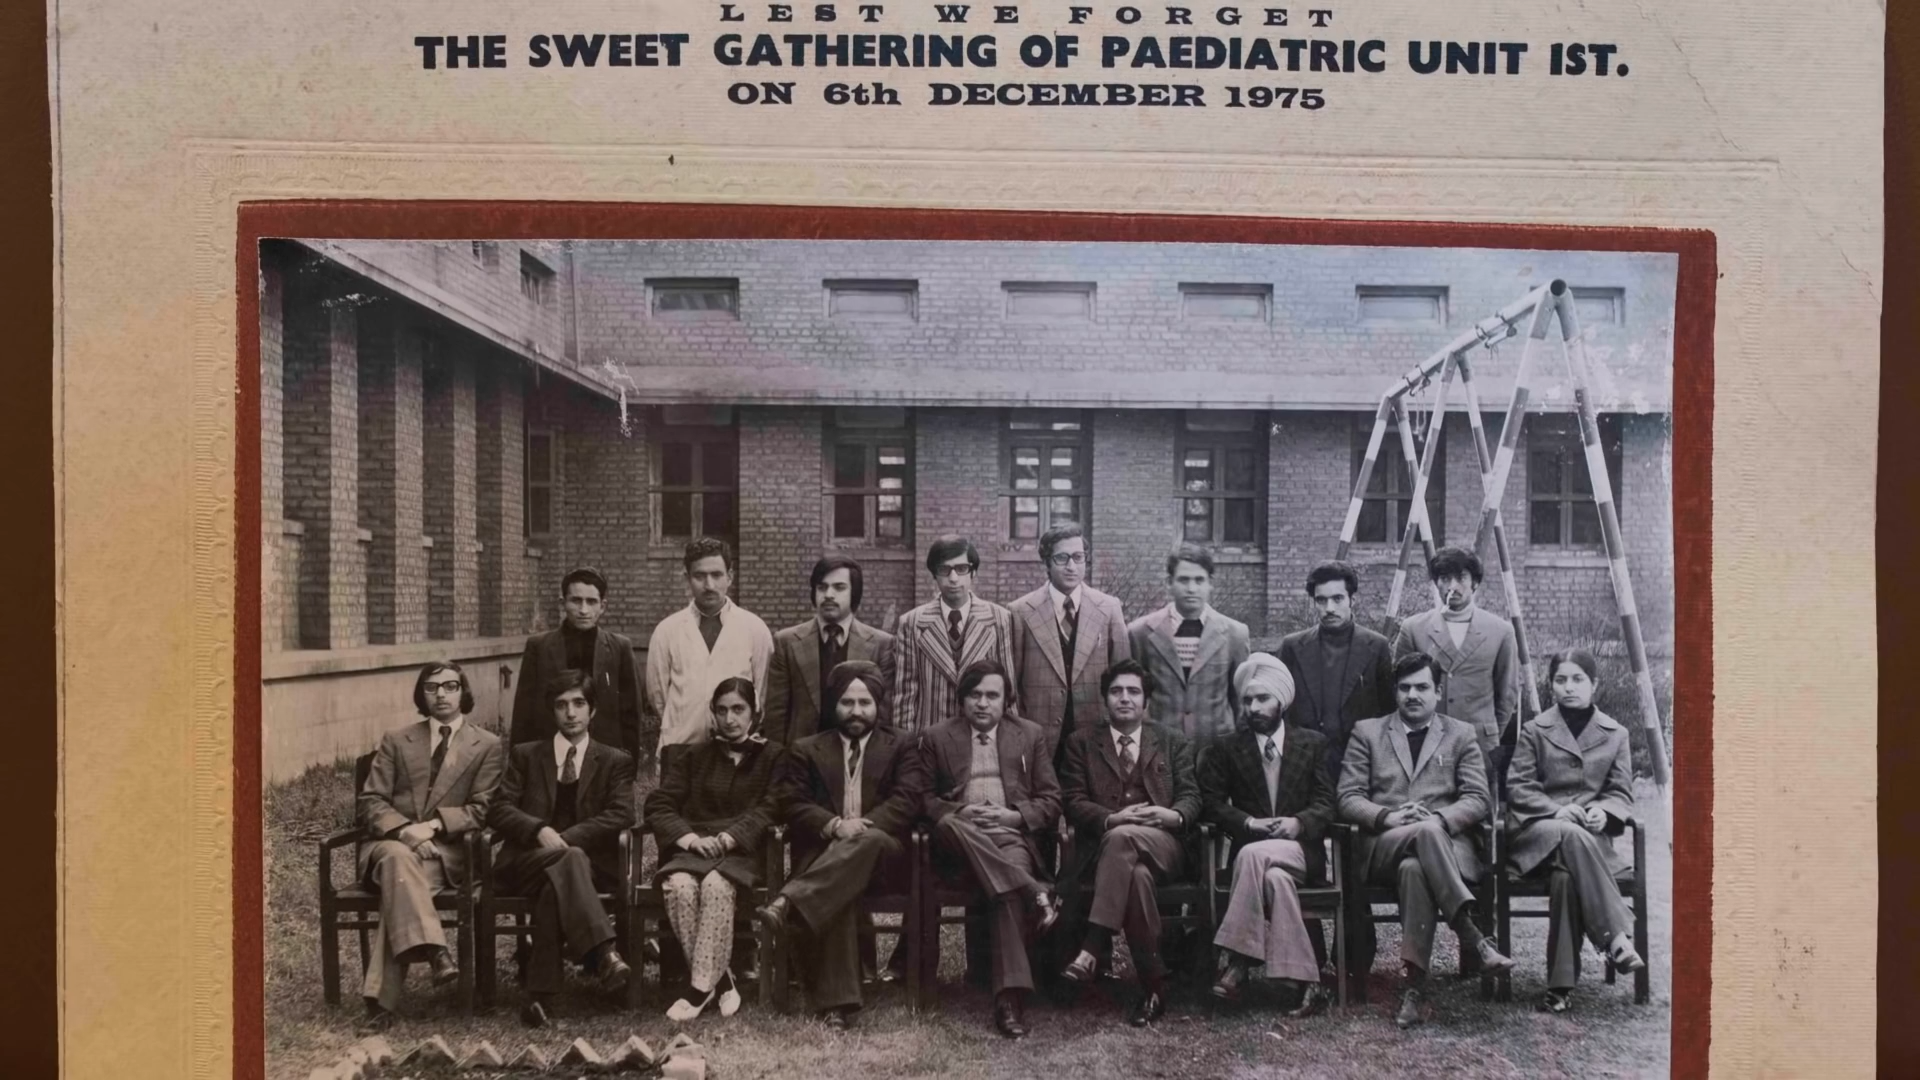 LEST WE FORGET
THE SWEET GATHERING OF PAEDIATRIC UNIT IST.
ON 6th DECEMBER 1975